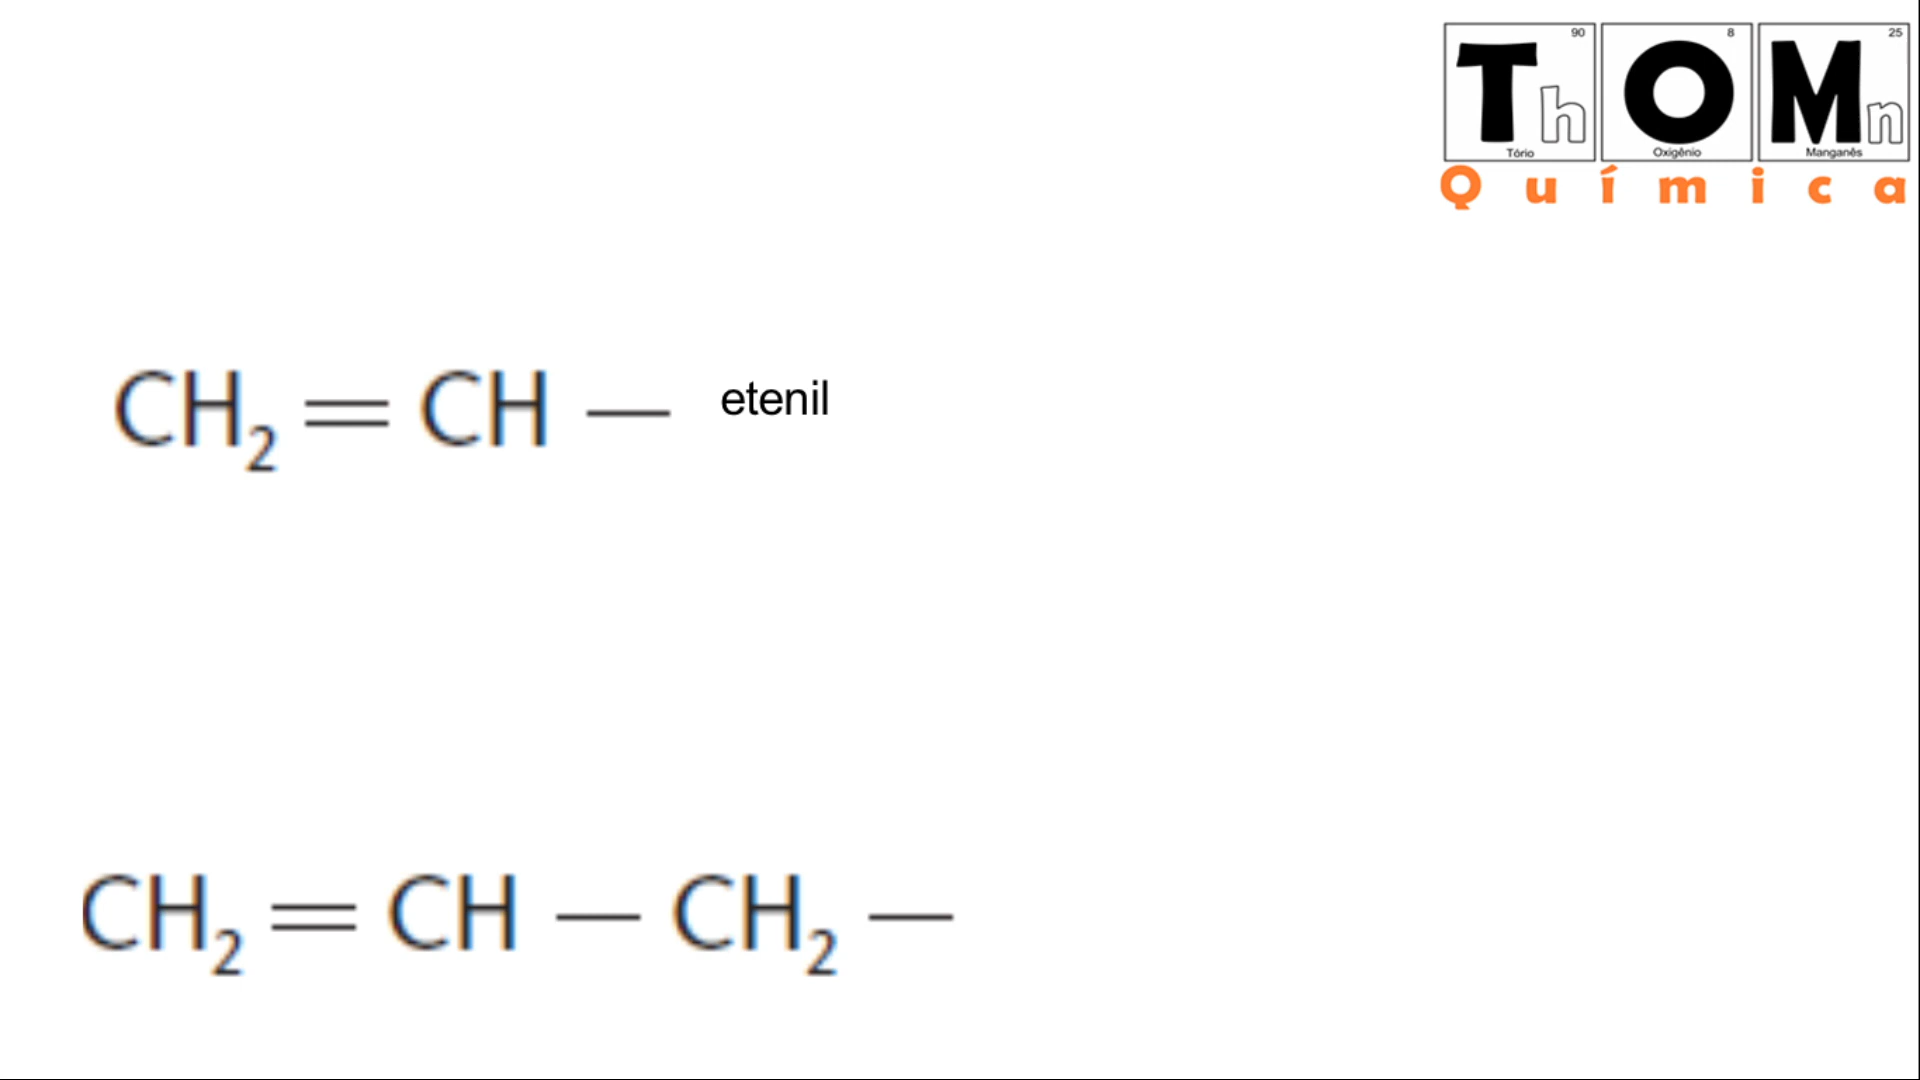 90 8 25
Th O Mn
Tório Oxigênio Manganês
Química
CH₂ = CH — etenil
CH₂ = CH — CH₂ —